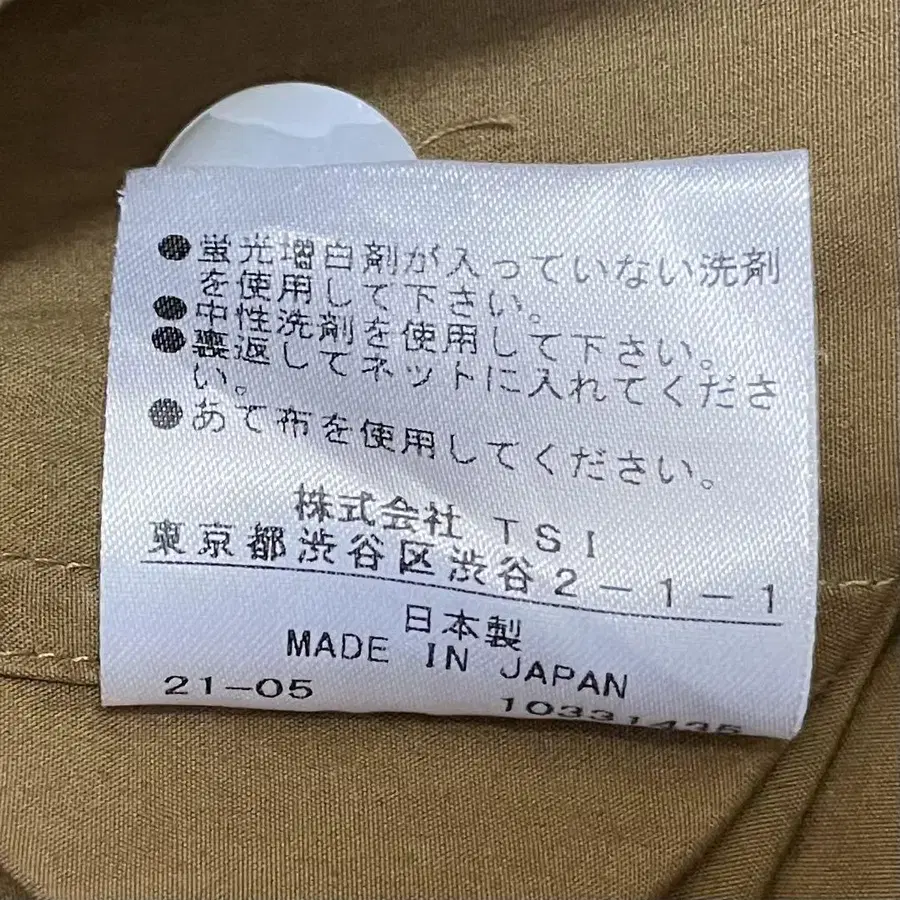 ●蛍光増白剤が入っていない洗剤
を使用して下さい。
●中性洗剤を使用して下さい。
●裏返してネットに入れてくださ
い。
●あて布を使用してください。
株式会社 TSI
東京都渋谷区渋谷2-1-1
日本製
MADE IN JAPAN
21-05
10331435